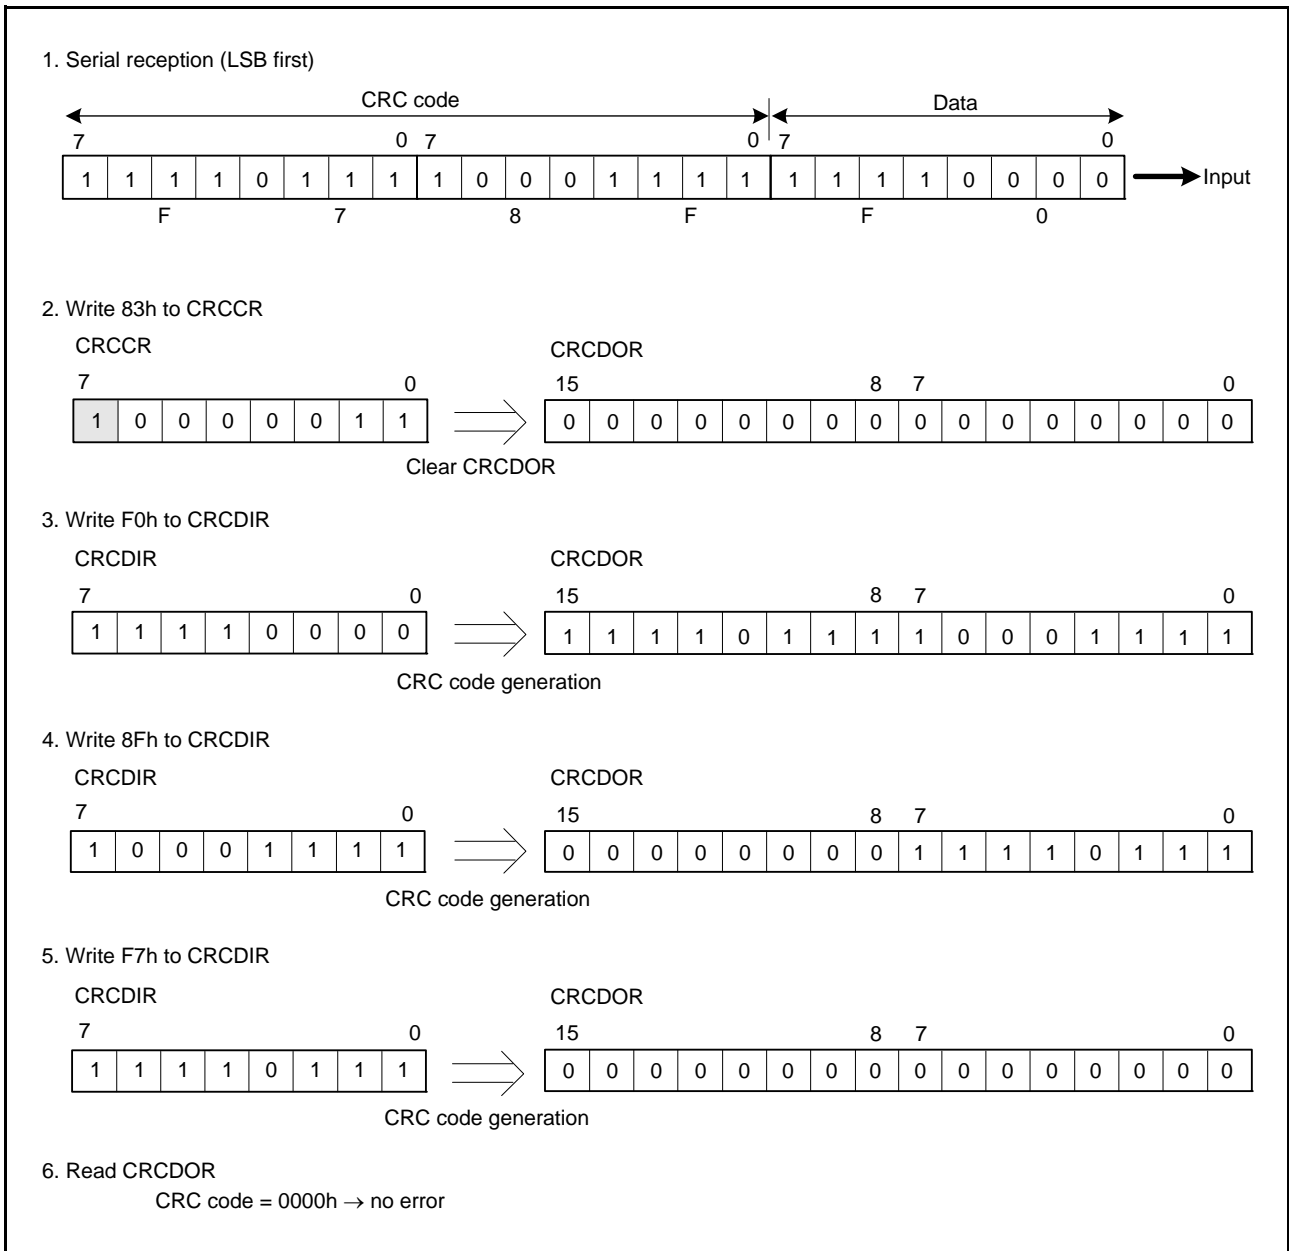 1. Serial reception (LSB first)
CRC code Data
7 0 7 0 7 0
1 1 1 1 0 1 1 1 1 0 0 0 1 1 1 1 1 1 1 1 0 0 0 0 Input
F 7 8 F F 0
2. Write 83h to CRCCR
CRCCR CRCDOR
7 0 15 8 7 0
1 0 0 0 0 0 1 1 0 0 0 0 0 0 0 0 0 0 0 0 0 0 0 0
Clear CRCDOR
3. Write F0h to CRCDIR
CRCDIR CRCDOR
7 0 15 8 7 0
1 1 1 1 0 0 0 0 1 1 1 1 0 1 1 1 1 0 0 0 1 1 1 1
CRC code generation
4. Write 8Fh to CRCDIR
CRCDIR CRCDOR
7 0 15 8 7 0
1 0 0 0 1 1 1 1 0 0 0 0 0 0 0 0 1 1 1 1 0 1 1 1
CRC code generation
5. Write F7h to CRCDIR
CRCDIR CRCDOR
7 0 15 8 7 0
1 1 1 1 0 1 1 1 0 0 0 0 0 0 0 0 0 0 0 0 0 0 0 0
CRC code generation
6. Read CRCDOR
CRC code = 0000h → no error